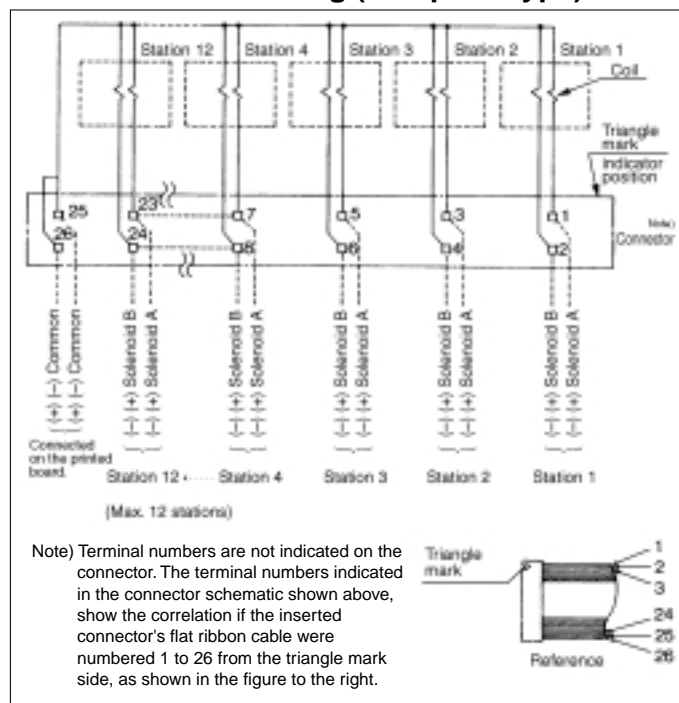 Station 12 Station 4 Station 3 Station 2 Station 1
Coil
Triangle
mark
indicator
position
25 23 7 5 3 1
Note)
Connector
26 24 8 6 4 2
(+) (−) Common
(+) (−) Common
(−) (+) Solenoid B
(−) (+) Solenoid A
(−) (+) Solenoid B
(−) (+) Solenoid A
(−) (+) Solenoid B
(−) (+) Solenoid A
(−) (+) Solenoid B
(−) (+) Solenoid A
(−) (+) Solenoid B
(−) (+) Solenoid A
Connected
on the printed
board.
Station 12 Station 4 Station 3 Station 2 Station 1
(Max. 12 stations)
Note) Terminal numbers are not indicated on the
connector. The terminal numbers indicated
in the connector schematic shown above,
show the correlation if the inserted
connector's flat ribbon cable were
numbered 1 to 26 from the triangle mark
side, as shown in the figure to the right.
Triangle
mark
1
2
3
24
25
26
Reference